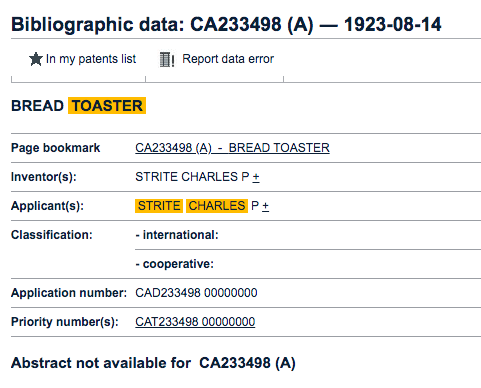 Bibliographic data: CA233498 (A) — 1923-08-14
In my patents list Report data error
BREAD TOASTER
Page bookmark CA233498 (A) - BREAD TOASTER
Inventor(s): STRITE CHARLES P +
Applicant(s): STRITE CHARLES P +
Classification: - international:
- cooperative:
Application number: CAD233498 00000000
Priority number(s): CAT233498 00000000
Abstract not available for CA233498 (A)